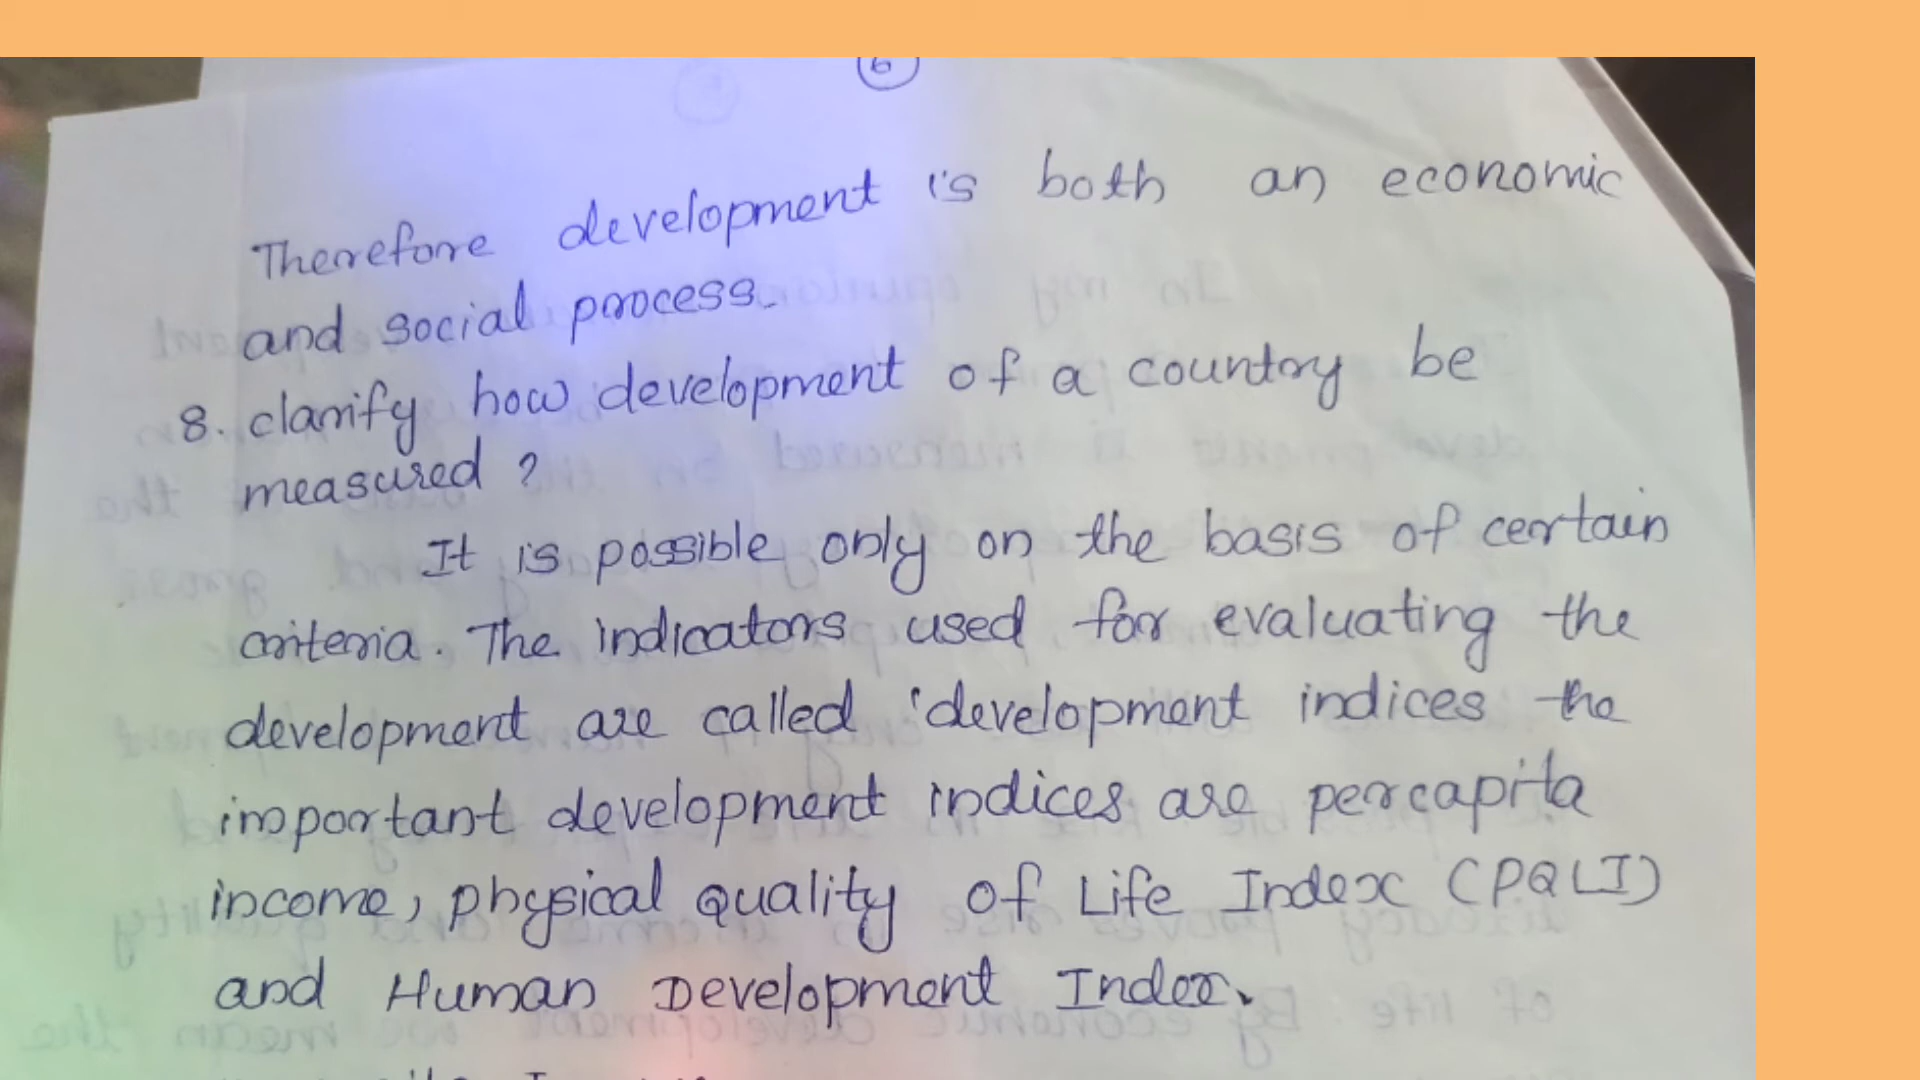 6
Therefore development is both an economic
and social process.
8. clarify how development of a country be
measured ?
It is possible only on the basis of certain
criteria. The indicators used for evaluating the
development are called 'development indices the
important development indices are percapita
income, physical quality of Life Index (PQLI)
and Human Development Index.